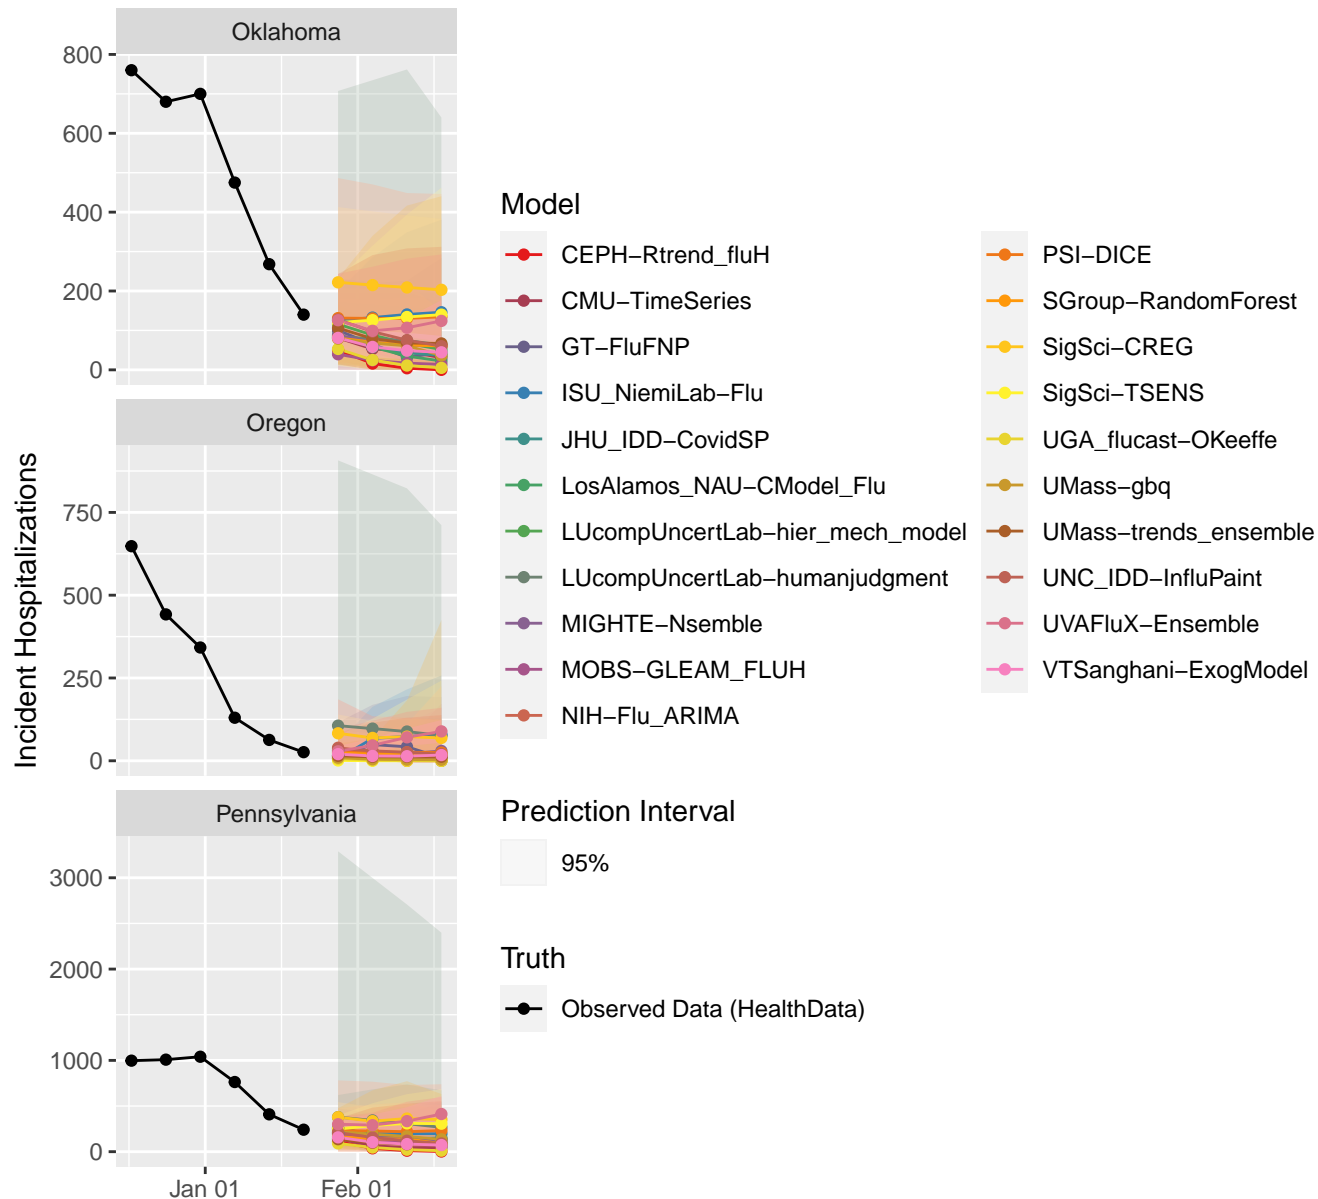 Oklahoma
800
600
400
200
0
Oregon
750
500
250
0
Pennsylvania
3000
2000
1000
0
Jan 01
Feb 01
Incident Hospitalizations
Model
CEPH−Rtrend_fluH
CMU−TimeSeries
GT−FluFNP
ISU_NiemiLab−Flu
JHU_IDD−CovidSP
LosAlamos_NAU−CModel_Flu
LUcompUncertLab−hier_mech_model
LUcompUncertLab−humanjudgment
MIGHTE−Nsemble
MOBS−GLEAM_FLUH
NIH−Flu_ARIMA
PSI−DICE
SGroup−RandomForest
SigSci−CREG
SigSci−TSENS
UGA_flucast−OKeeffe
UMass−gbq
UMass−trends_ensemble
UNC_IDD−InfluPaint
UVAFluX−Ensemble
VTSanghani−ExogModel
Prediction Interval
95%
Truth
Observed Data (HealthData)